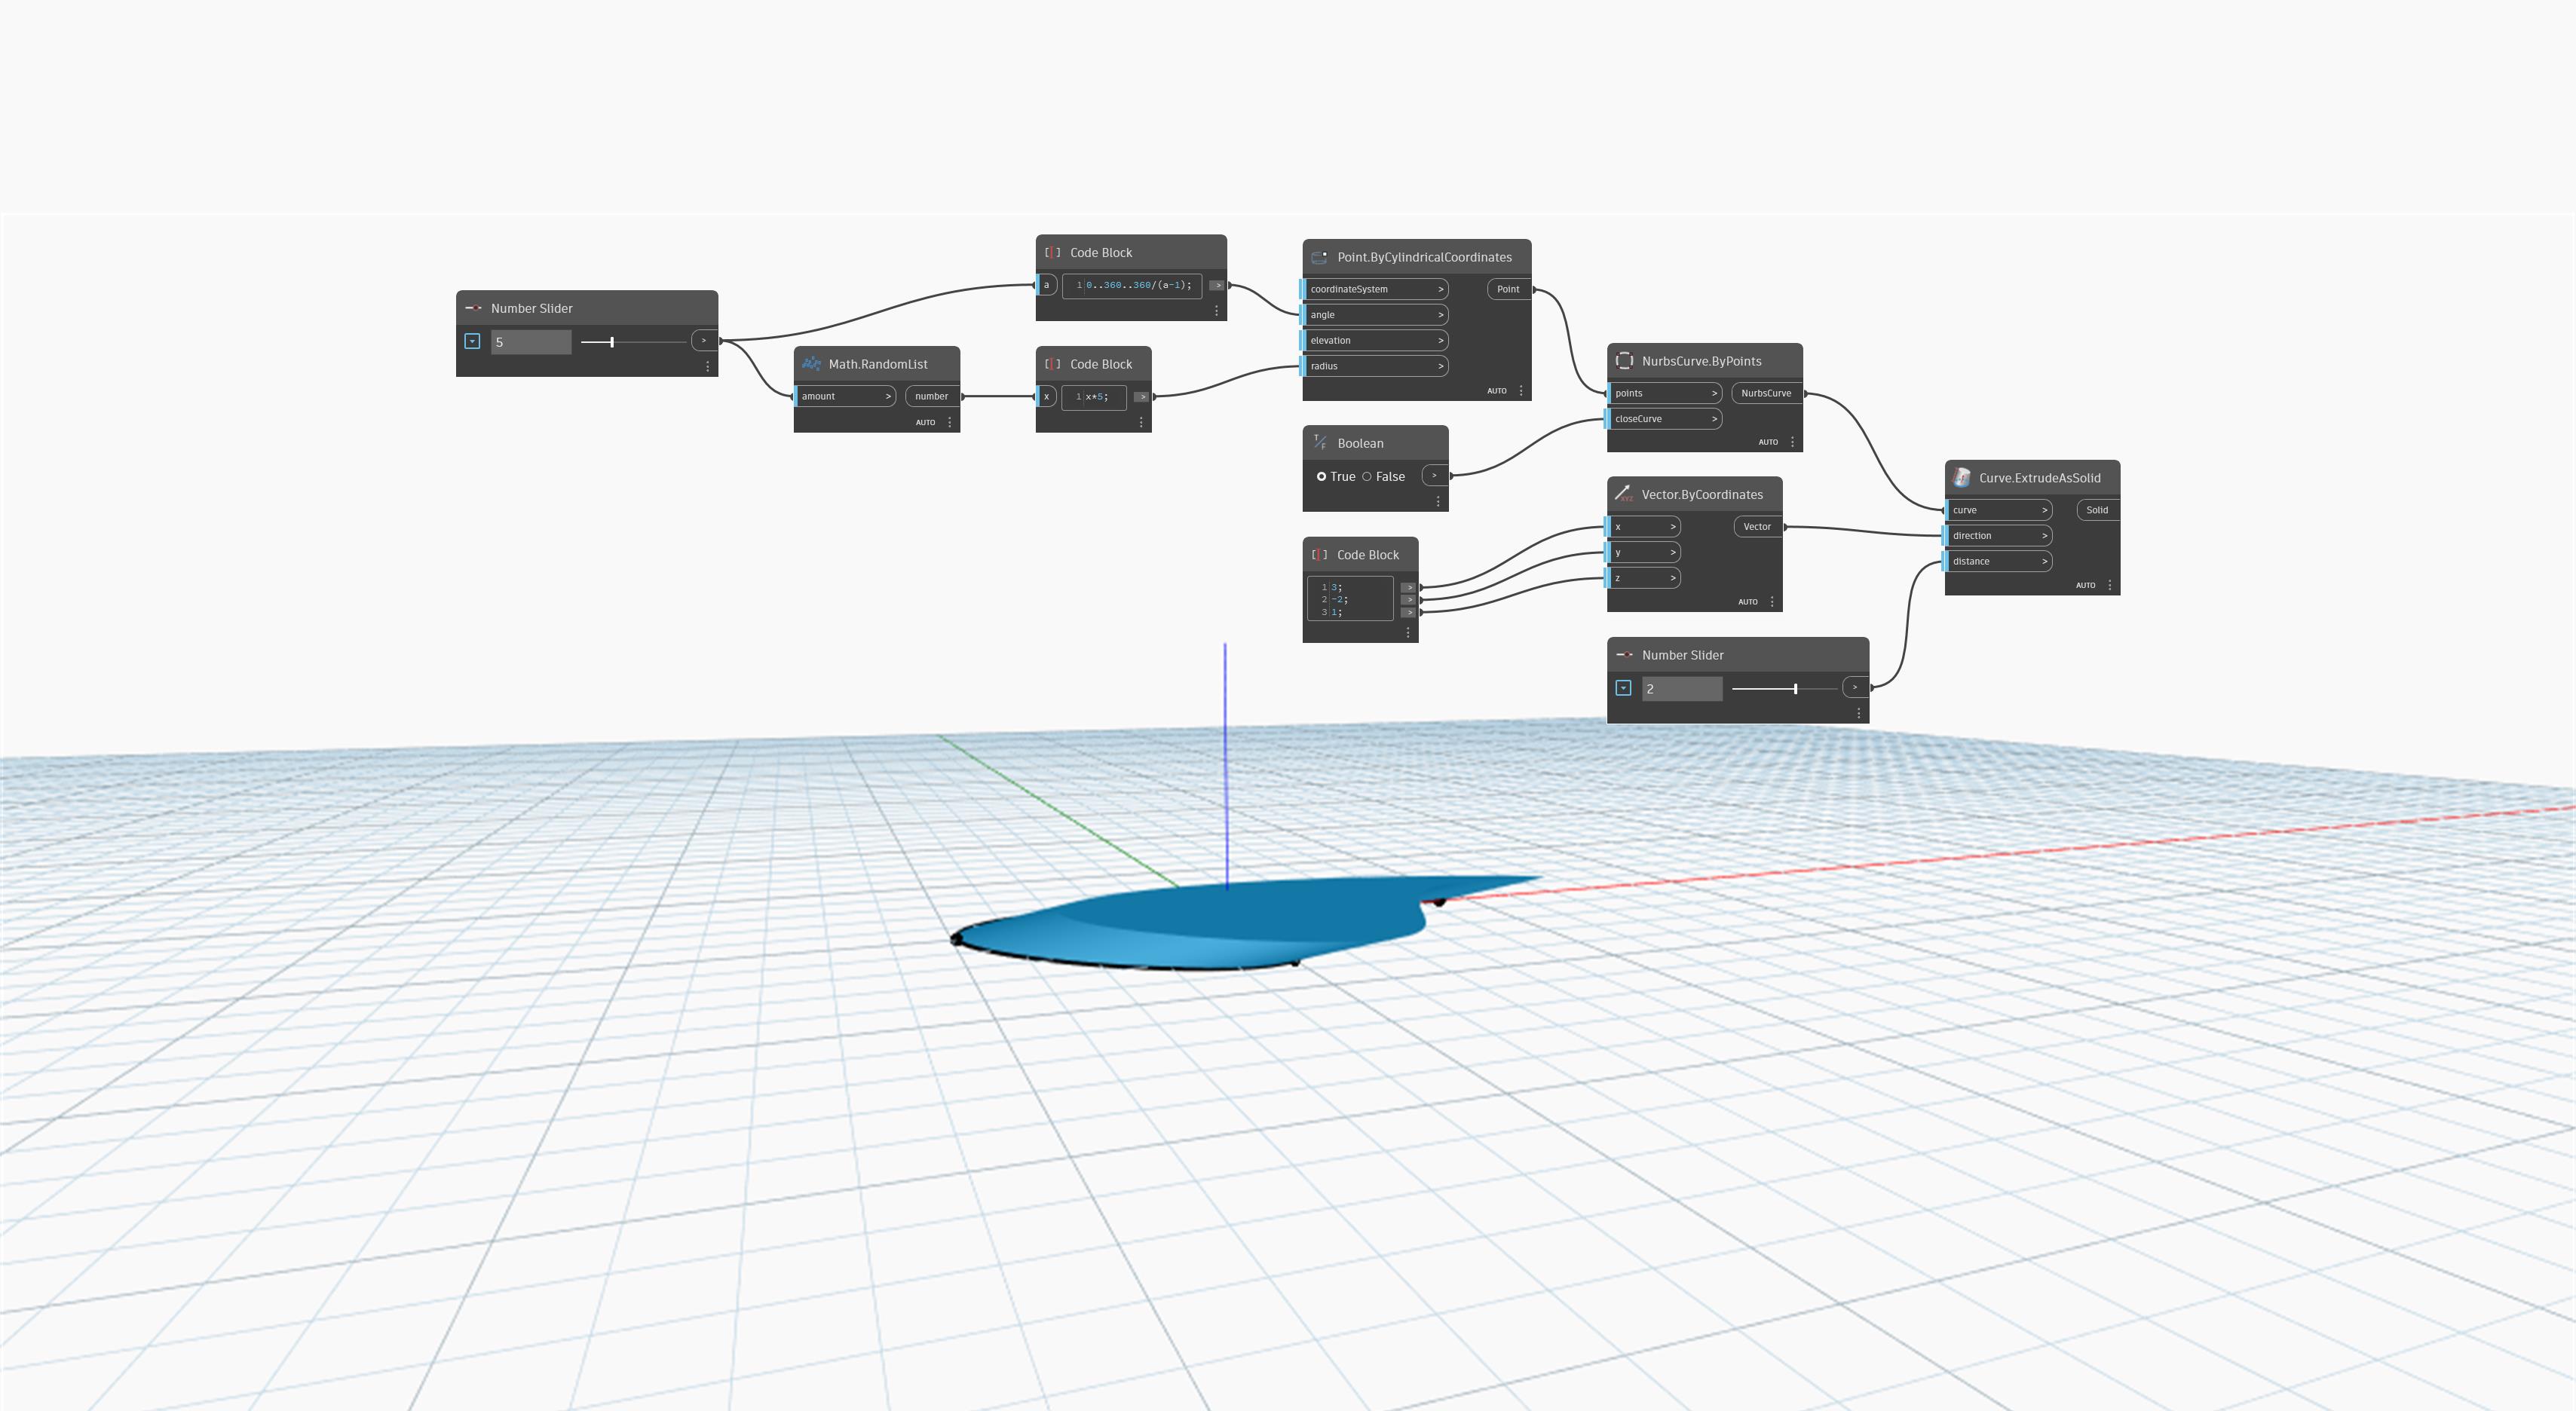 Number Slider
5
>
Code Block
a
1 0..360..360/(a-1);
>
Math.RandomList
amount >
number
AUTO
Code Block
x
1 x*5;
>
Point.ByCylindricalCoordinates
coordinateSystem >
Point
angle >
elevation >
radius >
AUTO
Boolean
True
False
>
Code Block
1 3;
2 -2;
3 1;
>
>
>
NurbsCurve.ByPoints
points >
NurbsCurve
closeCurve >
AUTO
Vector.ByCoordinates
x >
Vector
y >
z >
AUTO
Number Slider
2
>
Curve.ExtrudeAsSolid
curve >
Solid
direction >
distance >
AUTO